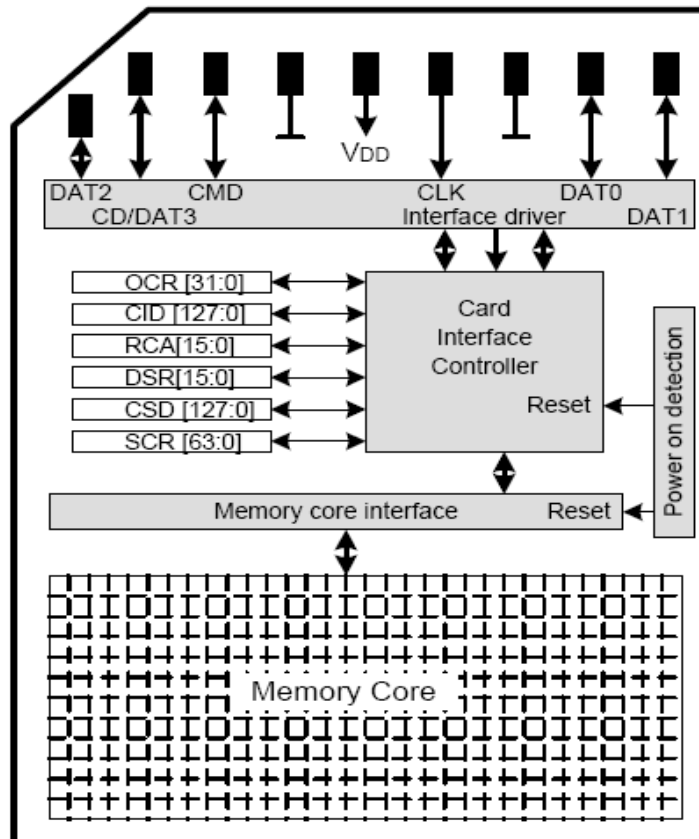 VDD
DAT2 CMD CLK DAT0
CD/DAT3 Interface driver DAT1
OCR [31:0]
CID [127:0]
RCA[15:0]
DSR[15:0]
CSD [127:0]
SCR [63:0]
Card
Interface
Controller
Reset
Power on detection
Memory core interface Reset
Memory Core